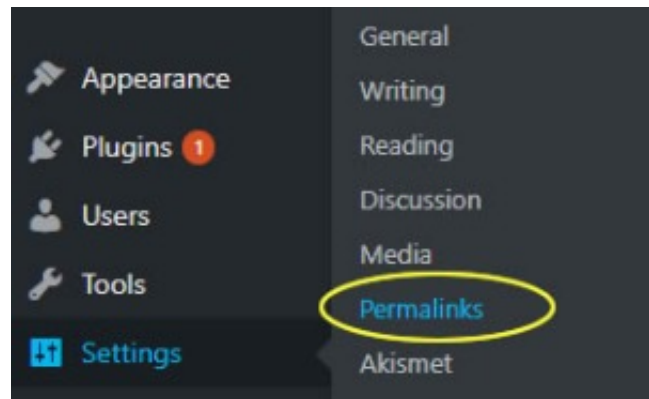 Appearance
Plugins 1
Users
Tools
Settings
General
Writing
Reading
Discussion
Media
Permalinks
Akismet